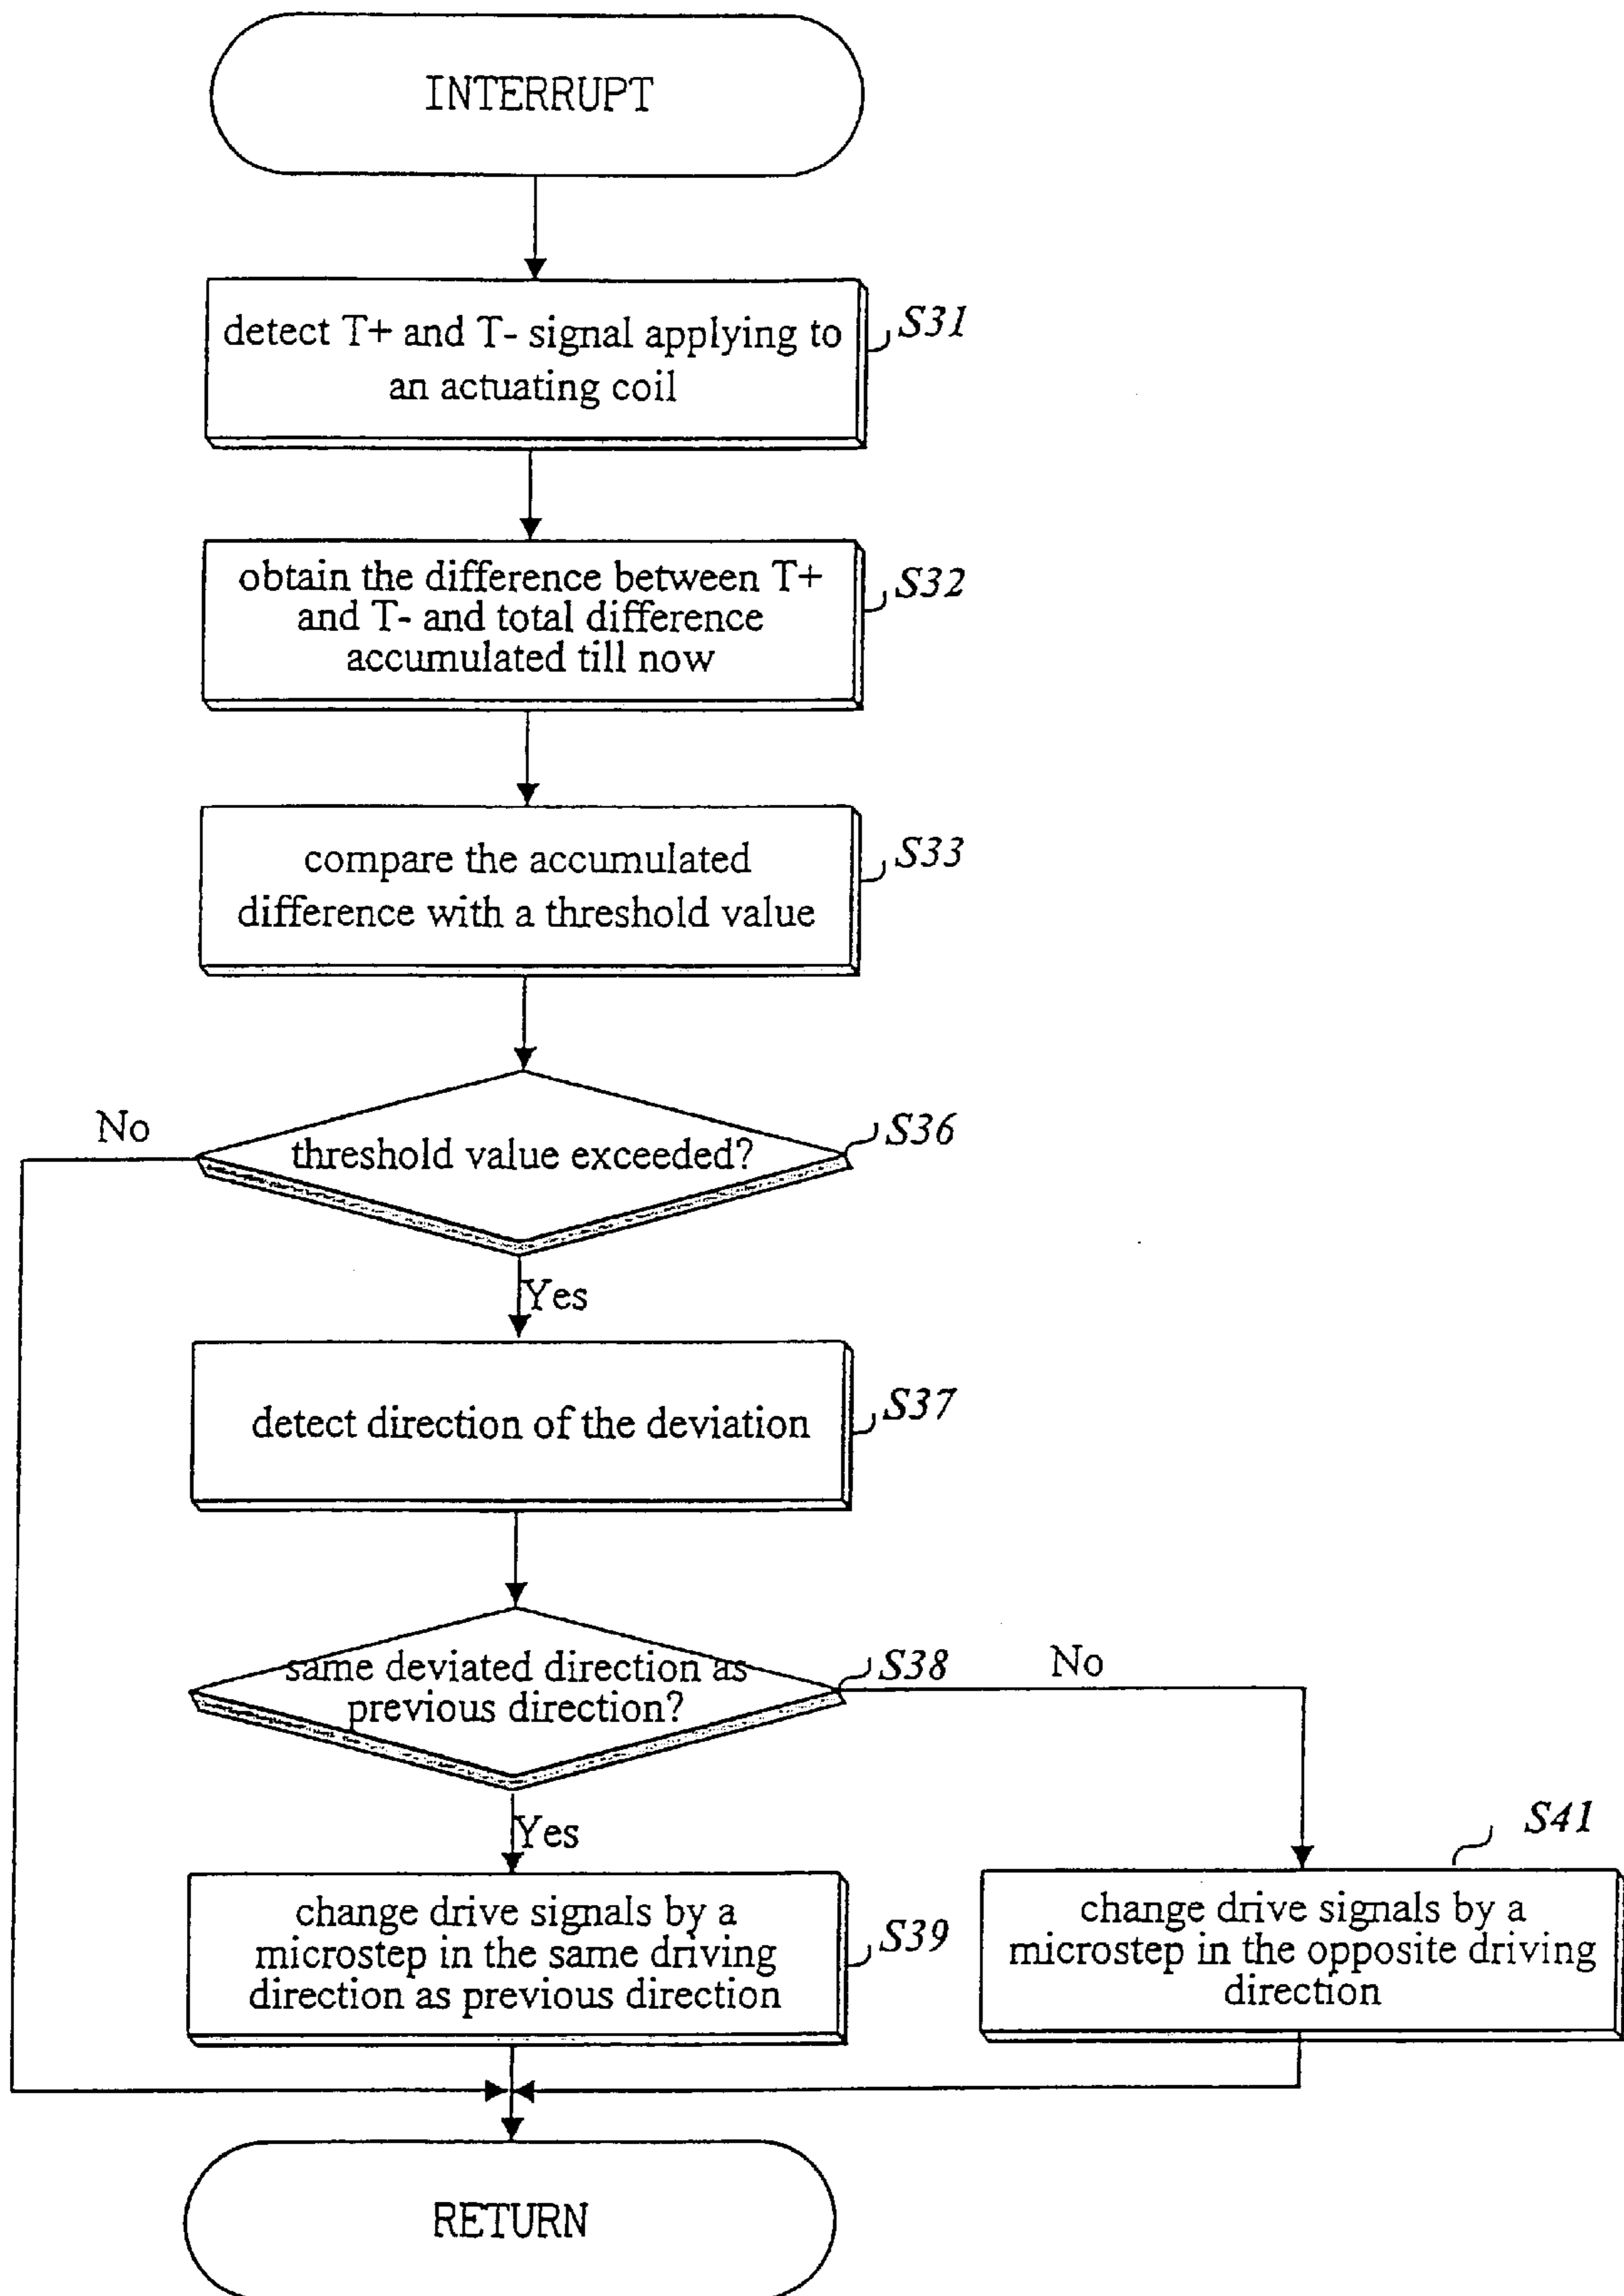 INTERRUPT
detect T+ and T- signal applying to
an actuating coil
S31
obtain the difference between T+
and T- and total difference
accumulated till now
S32
compare the accumulated
difference with a threshold value
S33
No
threshold value exceeded?
S36
Yes
detect direction of the deviation
S37
same deviated direction as
previous direction?
S38
No
Yes
change drive signals by a
microstep in the same driving
direction as previous direction
S39
S41
change drive signals by a
microstep in the opposite driving
direction
RETURN